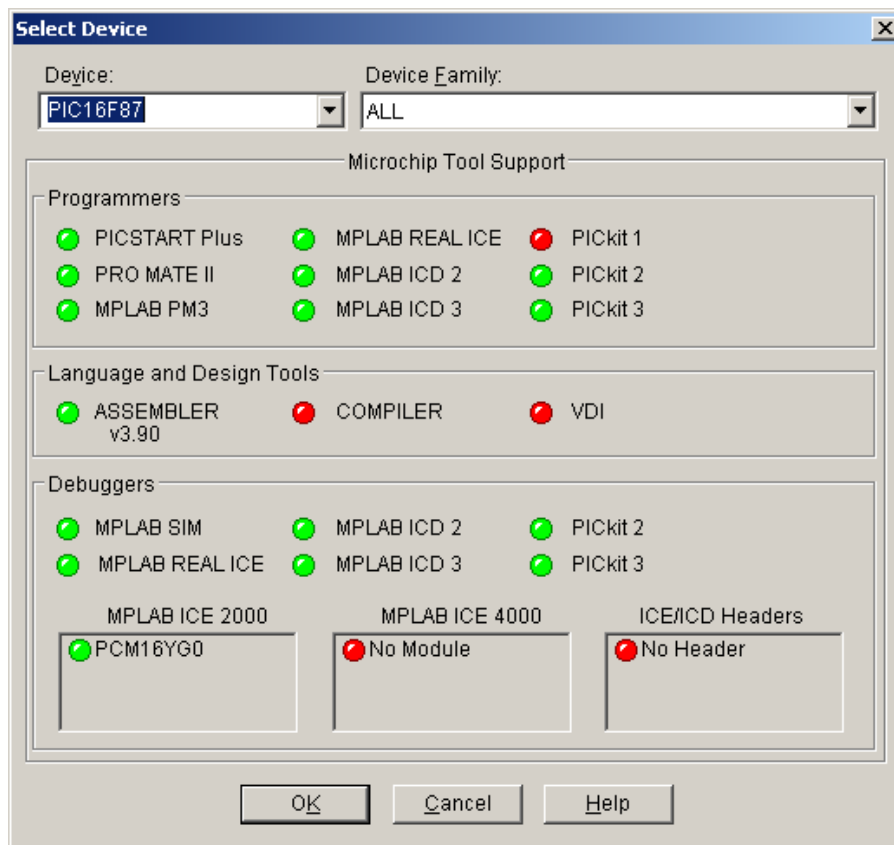 Select Device
Device: Device Family:
PIC16F87 ALL
Microchip Tool Support
Programmers
PICSTART Plus MPLAB REAL ICE PICkit 1
PRO MATE II MPLAB ICD 2 PICkit 2
MPLAB PM3 MPLAB ICD 3 PICkit 3
Language and Design Tools
ASSEMBLER COMPILER VDI
v3.90
Debuggers
MPLAB SIM MPLAB ICD 2 PICkit 2
MPLAB REAL ICE MPLAB ICD 3 PICkit 3
MPLAB ICE 2000 MPLAB ICE 4000 ICE/ICD Headers
PCM16YG0 No Module No Header
OK Cancel Help